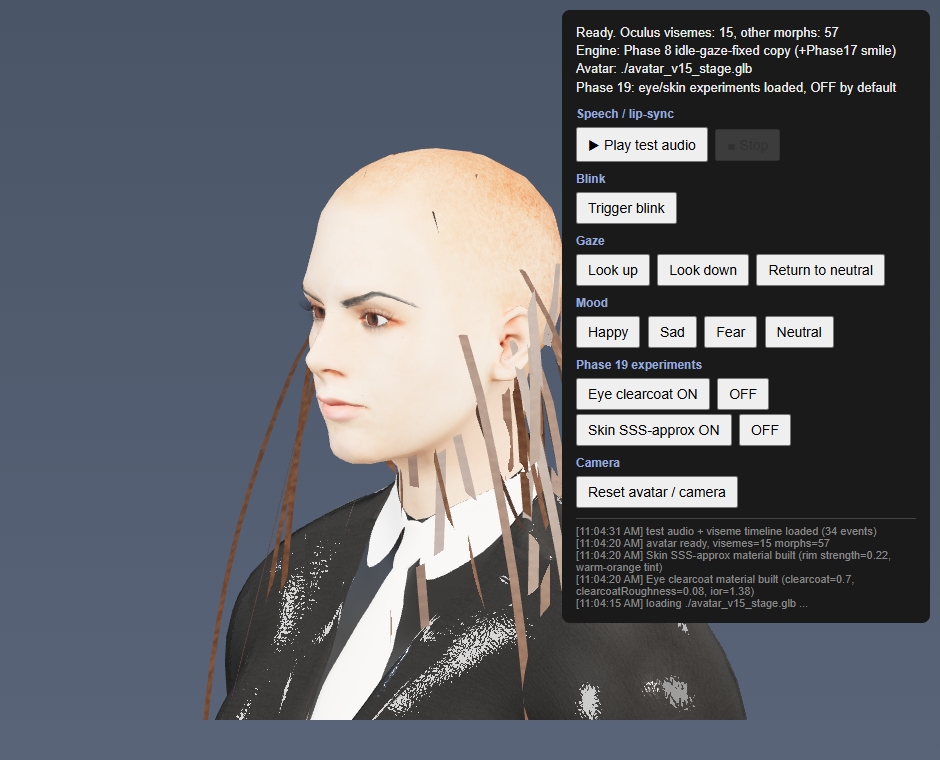 Ready. Oculus visemes: 15, other morphs: 57
Engine: Phase 8 idle-gaze-fixed copy (+Phase17 smile)
Avatar: ./avatar_v15_stage.glb
Phase 19: eye/skin experiments loaded, OFF by default
Speech / lip-sync
▶ Play test audio ■ Stop
Blink
Trigger blink
Gaze
Look up Look down Return to neutral
Mood
Happy Sad Fear Neutral
Phase 19 experiments
Eye clearcoat ON OFF
Skin SSS-approx ON OFF
Camera
Reset avatar / camera
[11:04:31 AM] test audio + viseme timeline loaded (34 events)
[11:04:20 AM] avatar ready, visemes=15 morphs=57
[11:04:20 AM] Skin SSS-approx material built (rim strength=0.22,
warm-orange tint)
[11:04:20 AM] Eye clearcoat material built (clearcoat=0.7,
clearcoatRoughness=0.08, ior=1.38)
[11:04:15 AM] loading ./avatar_v15_stage.glb ...